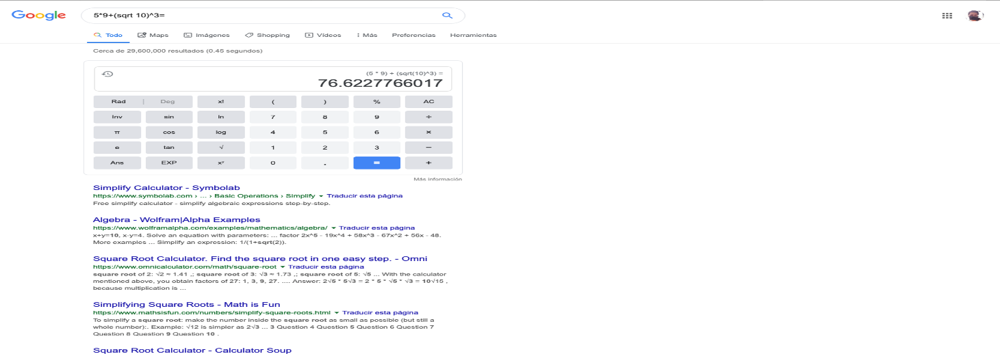 Google
5*9+(sqrt 10)^3=
Todo Maps Imágenes Shopping Vídeos Más Preferencias Herramientas
Cerca de 29,600,000 resultados (0.45 segundos)
(5 * 9) + (sqrt(10)^3) =
76.6227766017
Rad | Deg x! ( ) % AC
Inv sin ln 7 8 9 ÷
π cos log 4 5 6 ×
e tan √ 1 2 3 −
Ans EXP xʸ 0 . = +
Más información
Simplify Calculator - Symbolab
https://www.symbolab.com › ... › Basic Operations › Simplify Traducir esta página
Free simplify calculator - simplify algebraic expressions step-by-step.
Algebra - Wolfram|Alpha Examples
https://www.wolframalpha.com/examples/mathematics/algebra/ Traducir esta página
x+y=10, x-y=4. Solve an equation with parameters: ... factor 2x^5 - 19x^4 + 58x^3 - 67x^2 + 56x - 48.
More examples ... Simplify an expression: 1/(1+sqrt(2)).
Square Root Calculator. Find the square root in one easy step. - Omni
https://www.omnicalculator.com/math/square-root Traducir esta página
square root of 2: √2 ≈ 1.41 ,; square root of 3: √3 ≈ 1.73 ,; square root of 5: √5 ... With the calculator
mentioned above, you obtain factors of 27: 1, 3, 9, 27. .... Answer: 2√5 * 5√3 = 2 * 5 * √5 * √3 = 10√15 ,
because multiplication is ...
Simplifying Square Roots - Math is Fun
https://www.mathsisfun.com/numbers/simplify-square-roots.html Traducir esta página
To simplify a square root: make the number inside the square root as small as possible (but still a
whole number):. Example: √12 is simpler as 2√3 ... 3 Question 4 Question 5 Question 6 Question 7
Question 8 Question 9 Question 10 .
Square Root Calculator - Calculator Soup